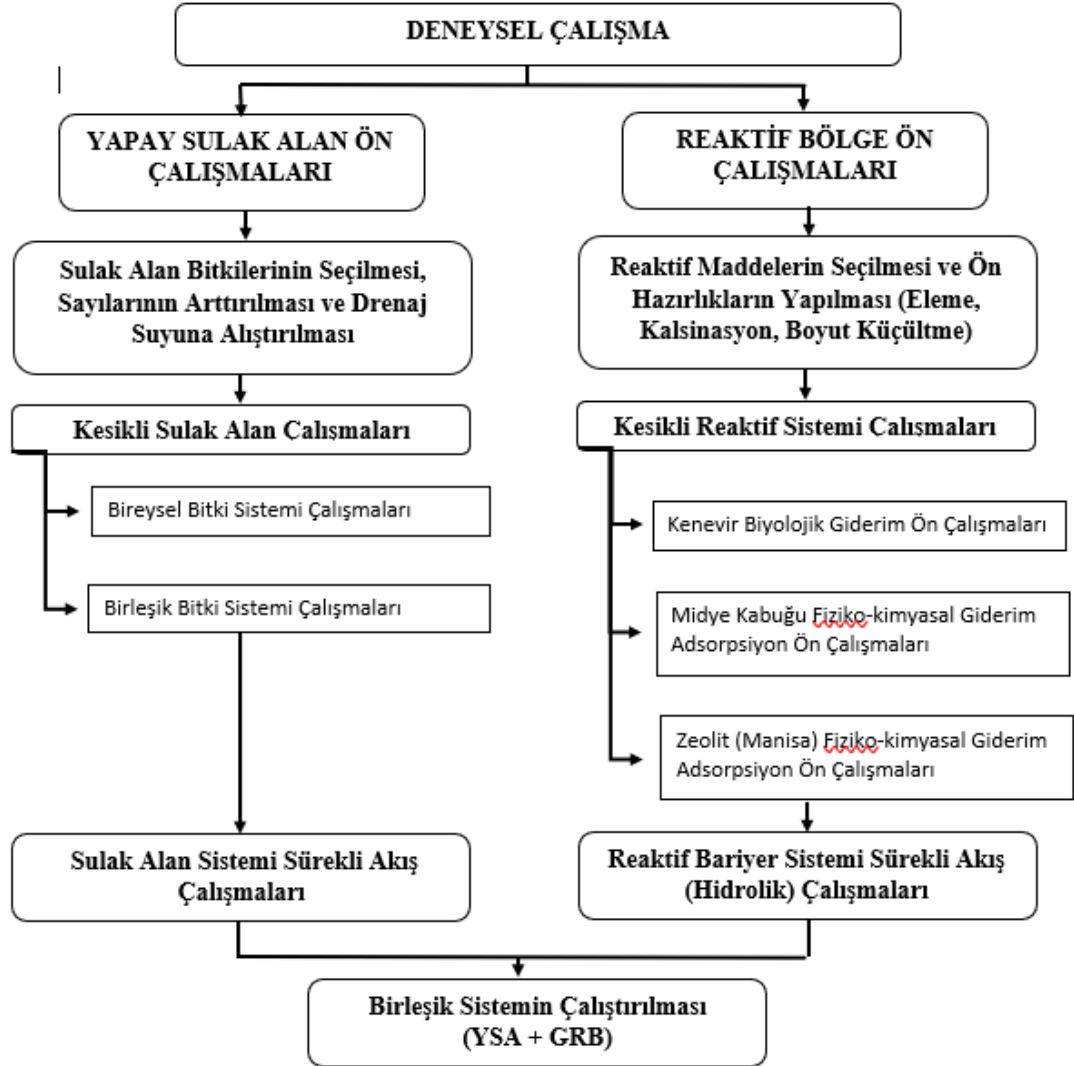 DENEYSEL ÇALIŞMA
YAPAY SULAK ALAN ÖN
ÇALIŞMALARI
REAKTİF BÖLGE ÖN
ÇALIŞMALARI
Sulak Alan Bitkilerinin Seçilmesi,
Sayılarının Arttırılması ve Drenaj
Suyuna Alıştırılması
Reaktif Maddelerin Seçilmesi ve Ön
Hazırlıkların Yapılması (Eleme,
Kalsinasyon, Boyut Küçültme)
Kesikli Sulak Alan Çalışmaları
Kesikli Reaktif Sistemi Çalışmaları
Bireysel Bitki Sistemi Çalışmaları
Birleşik Bitki Sistemi Çalışmaları
Kenevir Biyolojik Giderim Ön Çalışmaları
Midye Kabuğu Fiziko-kimyasal Giderim
Adsorpsiyon Ön Çalışmaları
Zeolit (Manisa) Fiziko-kimyasal Giderim
Adsorpsiyon Ön Çalışmaları
Sulak Alan Sistemi Sürekli Akış
Çalışmaları
Reaktif Bariyer Sistemi Sürekli Akış
(Hidrolik) Çalışmaları
Birleşik Sistemin Çalıştırılması
(YSA + GRB)